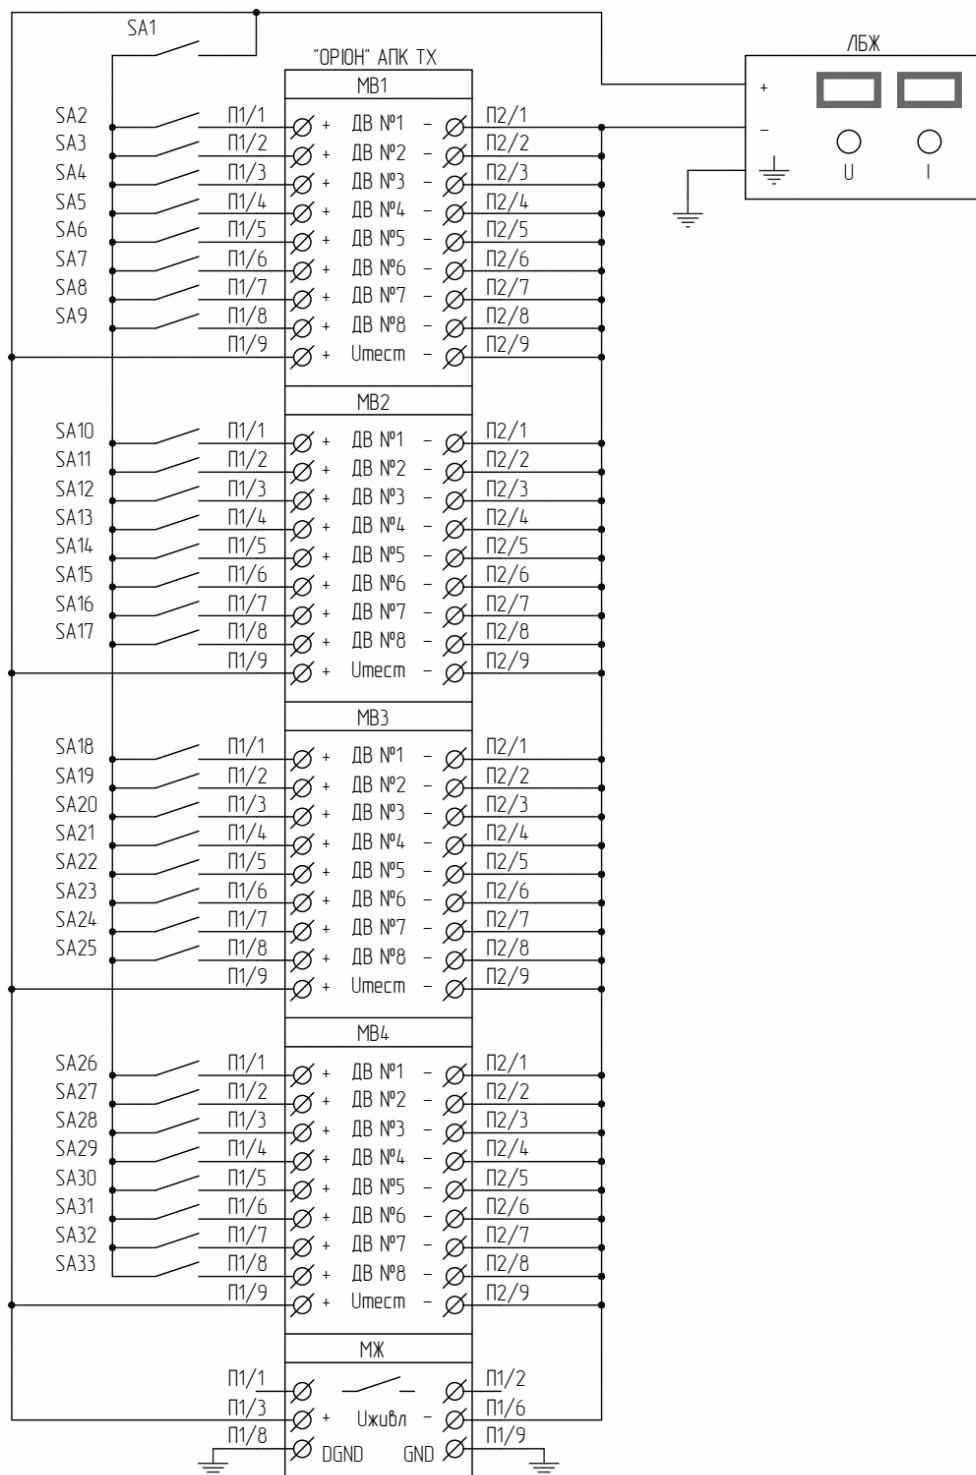 SA1
"ОРІОН" АПК ТХ
ЛБЖ
МВ1
+
SA2 П1/1 + ДВ №1 - П2/1 -
SA3 П1/2 + ДВ №2 - П2/2 U I
SA4 П1/3 + ДВ №3 - П2/3
SA5 П1/4 + ДВ №4 - П2/4
SA6 П1/5 + ДВ №5 - П2/5
SA7 П1/6 + ДВ №6 - П2/6
SA8 П1/7 + ДВ №7 - П2/7
SA9 П1/8 + ДВ №8 - П2/8
П1/9 + Uтест - П2/9
МВ2
SA10 П1/1 + ДВ №1 - П2/1
SA11 П1/2 + ДВ №2 - П2/2
SA12 П1/3 + ДВ №3 - П2/3
SA13 П1/4 + ДВ №4 - П2/4
SA14 П1/5 + ДВ №5 - П2/5
SA15 П1/6 + ДВ №6 - П2/6
SA16 П1/7 + ДВ №7 - П2/7
SA17 П1/8 + ДВ №8 - П2/8
П1/9 + Uтест - П2/9
МВ3
SA18 П1/1 + ДВ №1 - П2/1
SA19 П1/2 + ДВ №2 - П2/2
SA20 П1/3 + ДВ №3 - П2/3
SA21 П1/4 + ДВ №4 - П2/4
SA22 П1/5 + ДВ №5 - П2/5
SA23 П1/6 + ДВ №6 - П2/6
SA24 П1/7 + ДВ №7 - П2/7
SA25 П1/8 + ДВ №8 - П2/8
П1/9 + Uтест - П2/9
МВ4
SA26 П1/1 + ДВ №1 - П2/1
SA27 П1/2 + ДВ №2 - П2/2
SA28 П1/3 + ДВ №3 - П2/3
SA29 П1/4 + ДВ №4 - П2/4
SA30 П1/5 + ДВ №5 - П2/5
SA31 П1/6 + ДВ №6 - П2/6
SA32 П1/7 + ДВ №7 - П2/7
SA33 П1/8 + ДВ №8 - П2/8
П1/9 + Uтест - П2/9
МЖ
П1/1 П1/2
П1/3 + Uживл - П1/6
П1/8 DGND GND П1/9